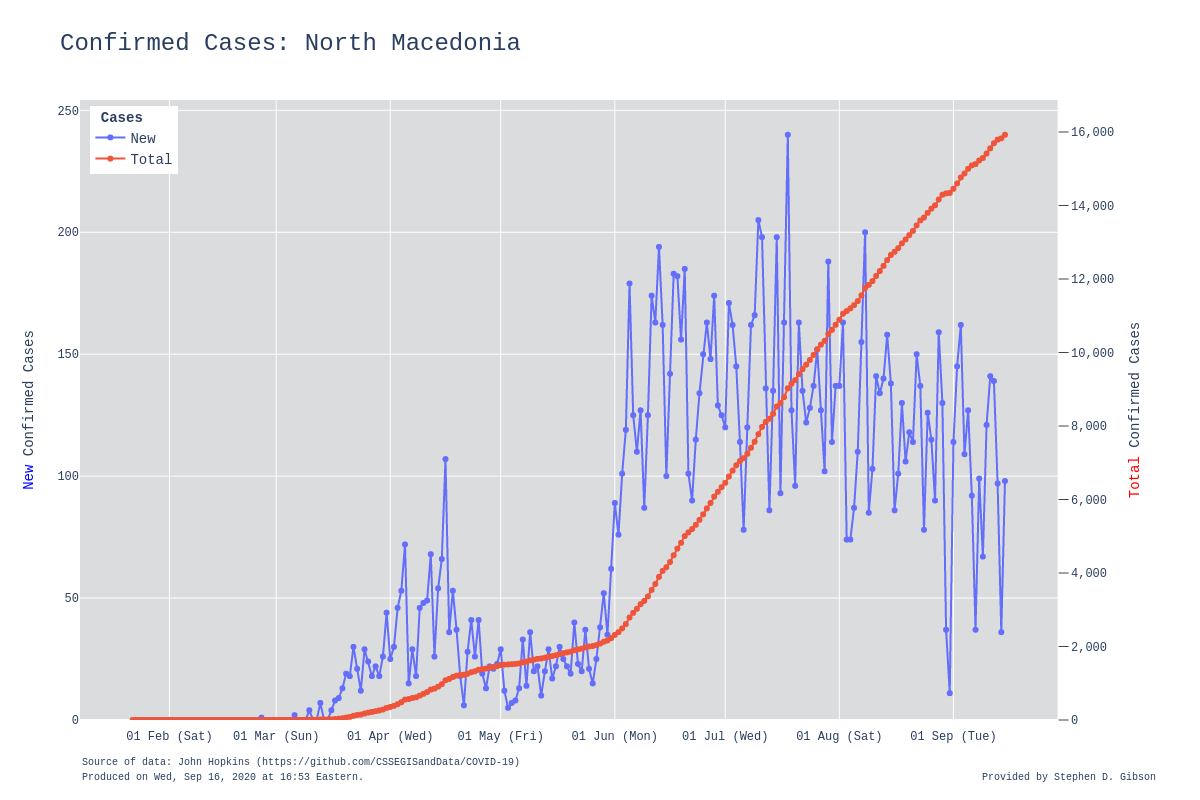 Confirmed Cases: North Macedonia
Cases
New
Total
250
200
150
100
50
0
16,000
14,000
12,000
10,000
8,000
6,000
4,000
2,000
0
New Confirmed Cases
Total Confirmed Cases
01 Feb (Sat) 01 Mar (Sun) 01 Apr (Wed) 01 May (Fri) 01 Jun (Mon) 01 Jul (Wed) 01 Aug (Sat) 01 Sep (Tue)
Source of data: John Hopkins (https://github.com/CSSEGISandData/COVID-19)
Produced on Wed, Sep 16, 2020 at 16:53 Eastern.
Provided by Stephen D. Gibson